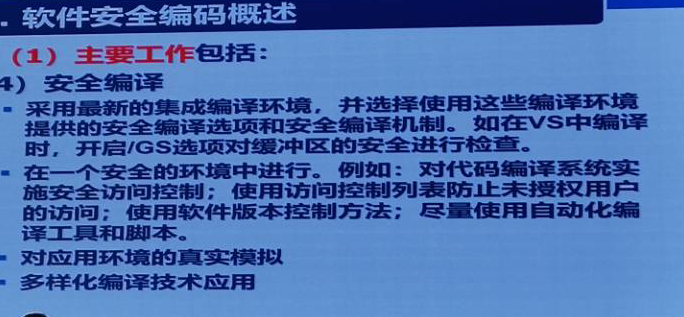 . 软件安全编码概述
(1) 主要工作包括:
4) 安全编译
采用最新的集成编译环境，并选择使用这些编译环境
提供的安全编译选项和安全编译机制。如在VS中编译
时，开启/GS选项对缓冲区的安全进行检查。
在一个安全的环境中进行。例如：对代码编译系统实
施安全访问控制；使用访问控制列表防止未授权用户
的访问；使用软件版本控制方法；尽量使用自动化编
译工具和脚本。
对应用环境的真实模拟
多样化编译技术应用